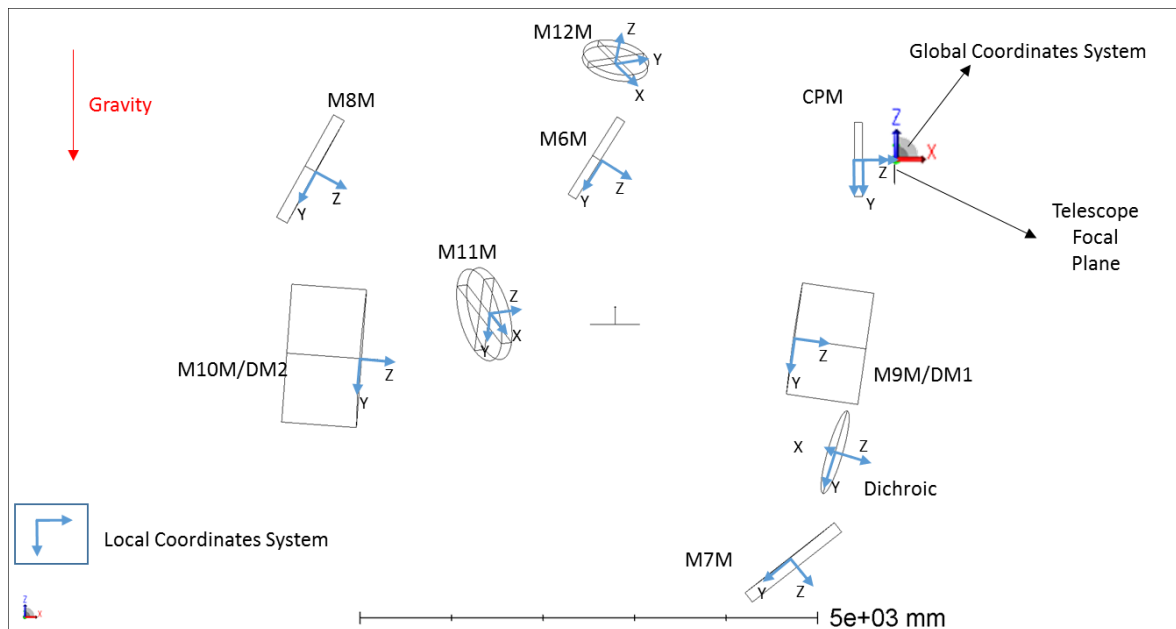 M12M
Z
Y
X
Global Coordinates System
Gravity
M8M
Z
Y
M6M
Z
Y
CPM
Z
X
Z
Y
Telescope
Focal
Plane
M11M
Z
X
Y
M10M/DM2
Z
Y
Z
Y
M9M/DM1
X
Z
Y
Dichroic
Local Coordinates System
M7M
Y
Z
X
5e+03 mm